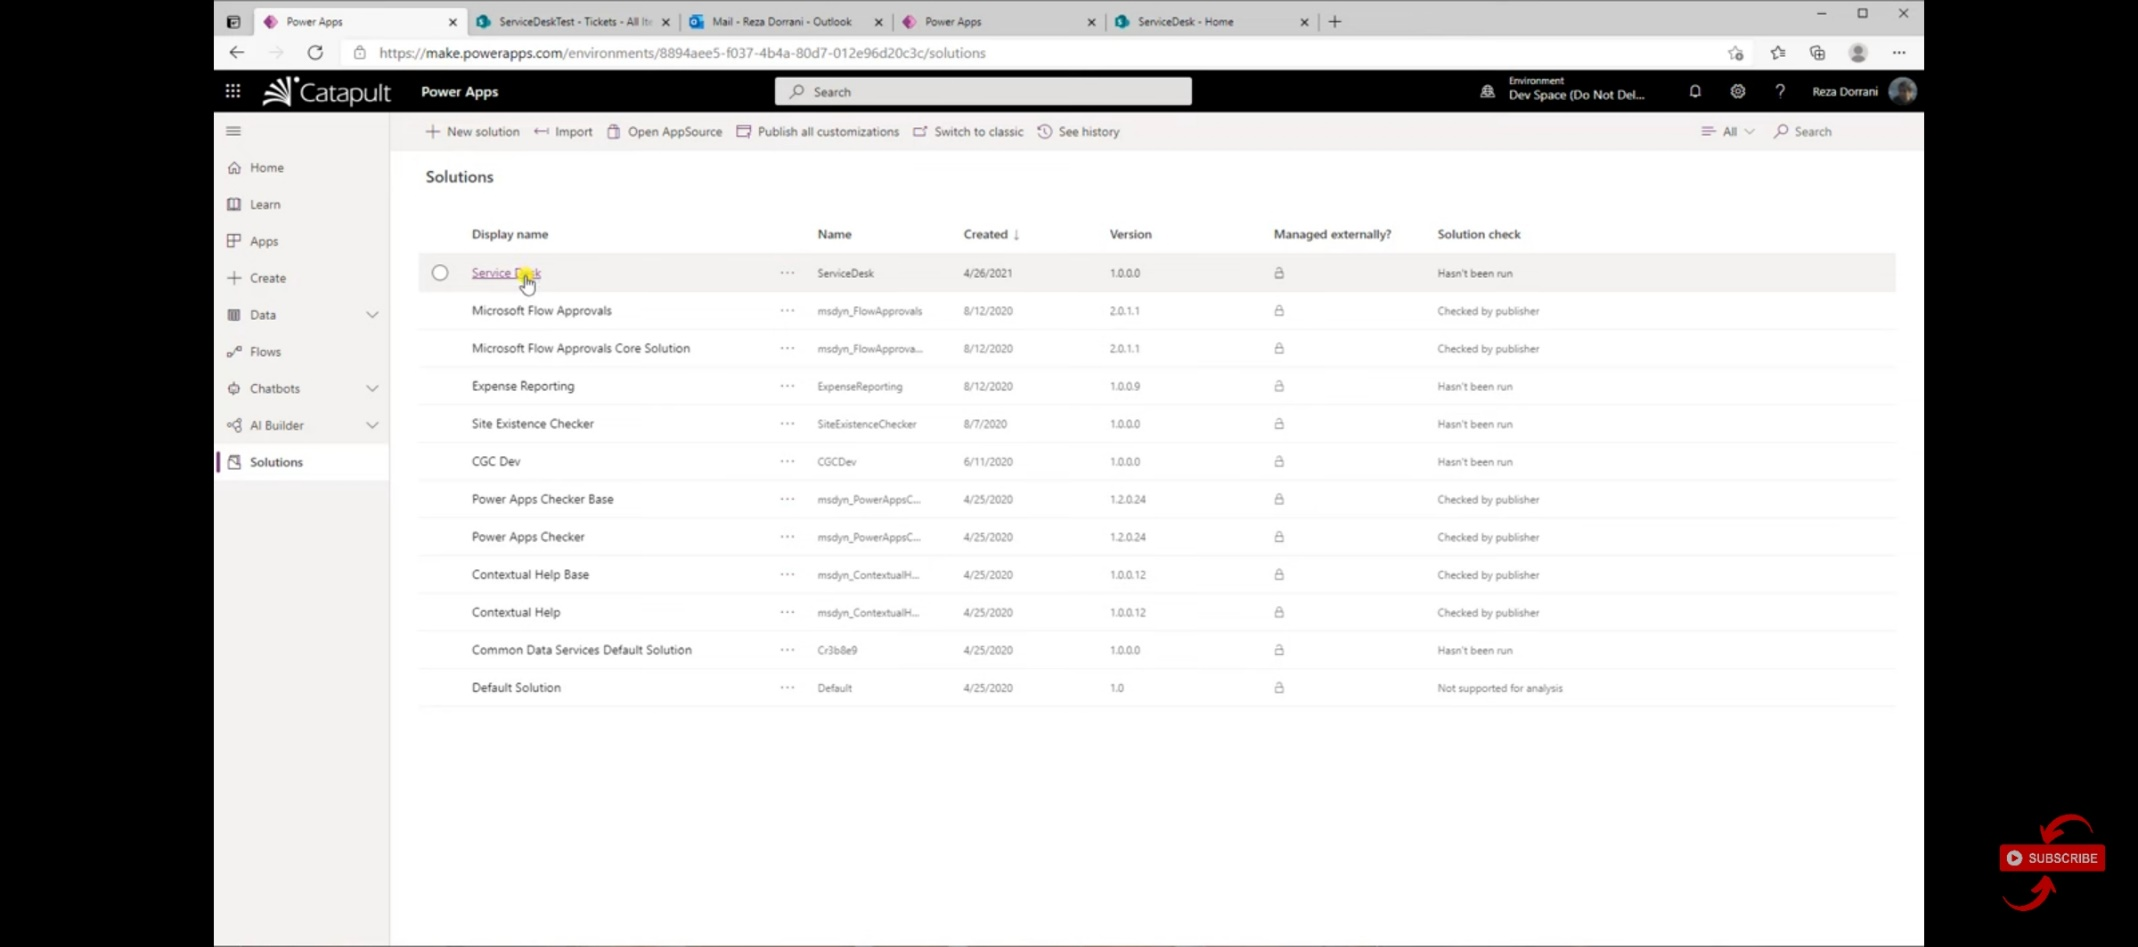 Power Apps
ServiceDeskTest - Tickets - All Ite
Mail - Reza Dorrani - Outlook
Power Apps
ServiceDesk - Home
https://make.powerapps.com/environments/8894aee5-f037-4b4a-80d7-012e96d20c3c/solutions
Catapult Power Apps Search Environment Dev Space (Do Not Del... Reza Dorrani
New solution Import Open AppSource Publish all customizations Switch to classic See history All Search
Home
Learn
Apps
Create
Data
Flows
Chatbots
AI Builder
Solutions
Solutions
Display name Name Created ↓ Version Managed externally? Solution check
Service Desk ServiceDesk 4/26/2021 1.0.0.0 Hasn't been run
Microsoft Flow Approvals msdyn_FlowApprovals 8/12/2020 2.0.1.1 Checked by publisher
Microsoft Flow Approvals Core Solution msdyn_FlowApprova... 8/12/2020 2.0.1.1 Checked by publisher
Expense Reporting ExpenseReporting 8/12/2020 1.0.0.9 Hasn't been run
Site Existence Checker SiteExistenceChecker 8/7/2020 1.0.0.0 Hasn't been run
CGC Dev CGCDev 6/11/2020 1.0.0.0 Hasn't been run
Power Apps Checker Base msdyn_PowerAppsC... 4/25/2020 1.2.0.24 Checked by publisher
Power Apps Checker msdyn_PowerAppsC... 4/25/2020 1.2.0.24 Checked by publisher
Contextual Help Base msdyn_ContextualH... 4/25/2020 1.0.0.12 Checked by publisher
Contextual Help msdyn_ContextualH... 4/25/2020 1.0.0.12 Checked by publisher
Common Data Services Default Solution Cr3b8e9 4/25/2020 1.0.0.0 Hasn't been run
Default Solution Default 4/25/2020 1.0 Not supported for analysis
SUBSCRIBE